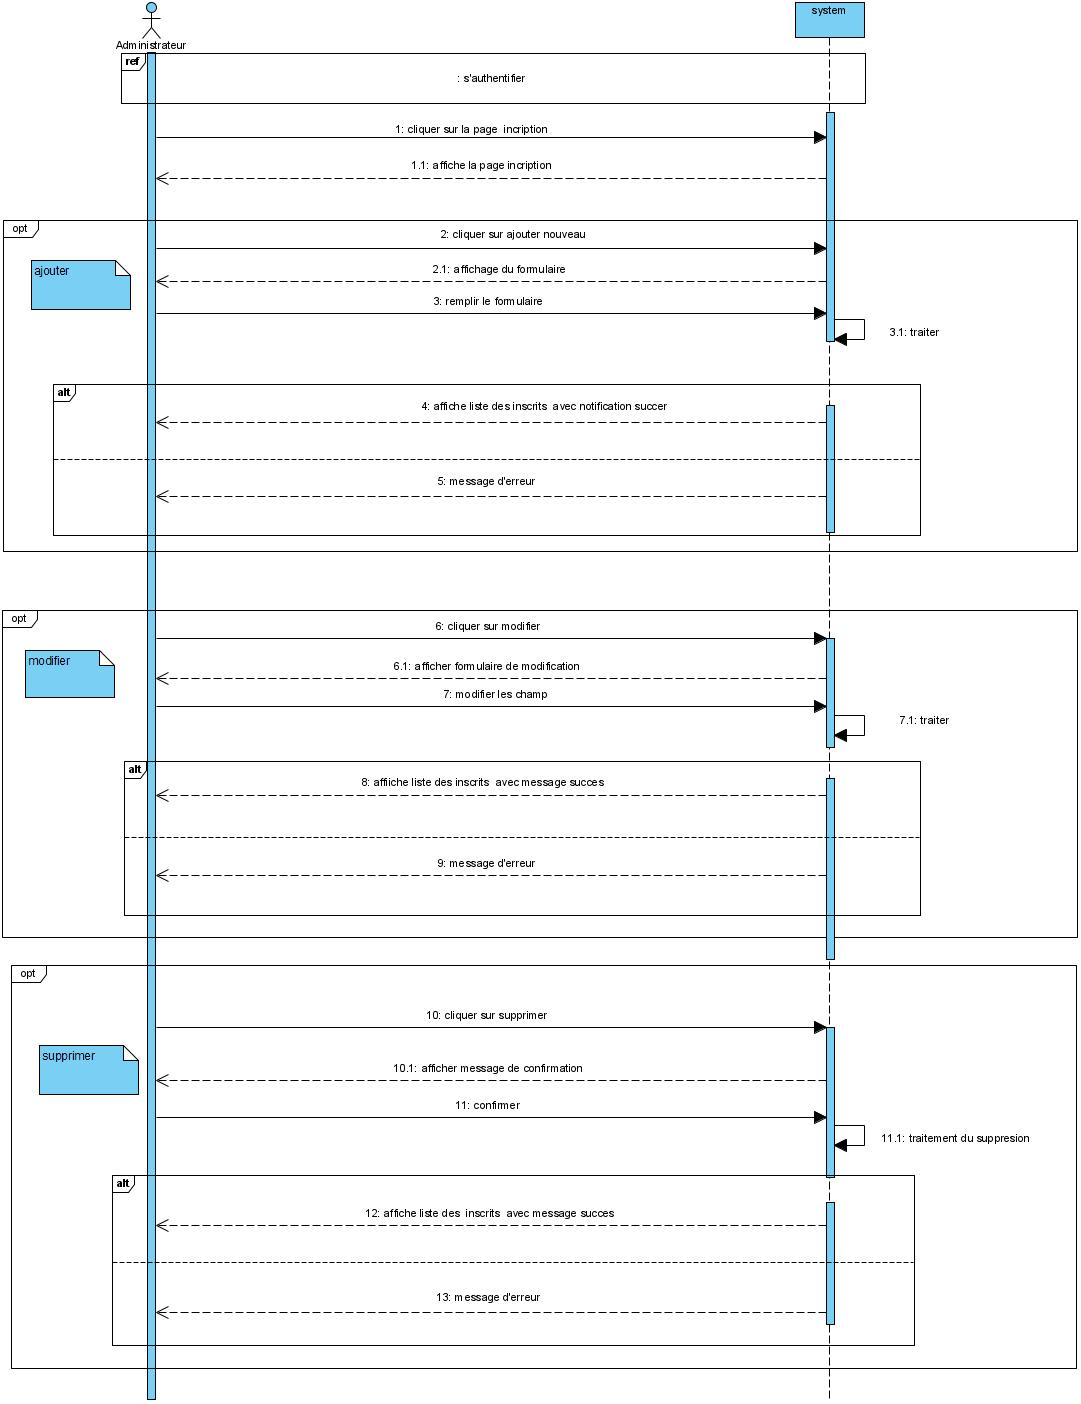 system
Administrateur
ref
: s'authentifier
1: cliquer sur la page incription
1.1: affiche la page incription
opt
2: cliquer sur ajouter nouveau
ajouter
2.1: affichage du formulaire
3: remplir le formulaire
3.1: traiter
alt
4: affiche liste des inscrits avec notification succer
5: message d'erreur
opt
6: cliquer sur modifier
modifier
6.1: afficher formulaire de modification
7: modifier les champ
7.1: traiter
alt
8: affiiche liste des inscrits avec message succes
9: message d'erreur
opt
10: cliquer sur supprimer
supprimer
10.1: afficher message de confirmation
11: confirmer
11.1: traitement du suppresion
alt
12: affiche liste des inscrits avec message succes
13: message d'erreur